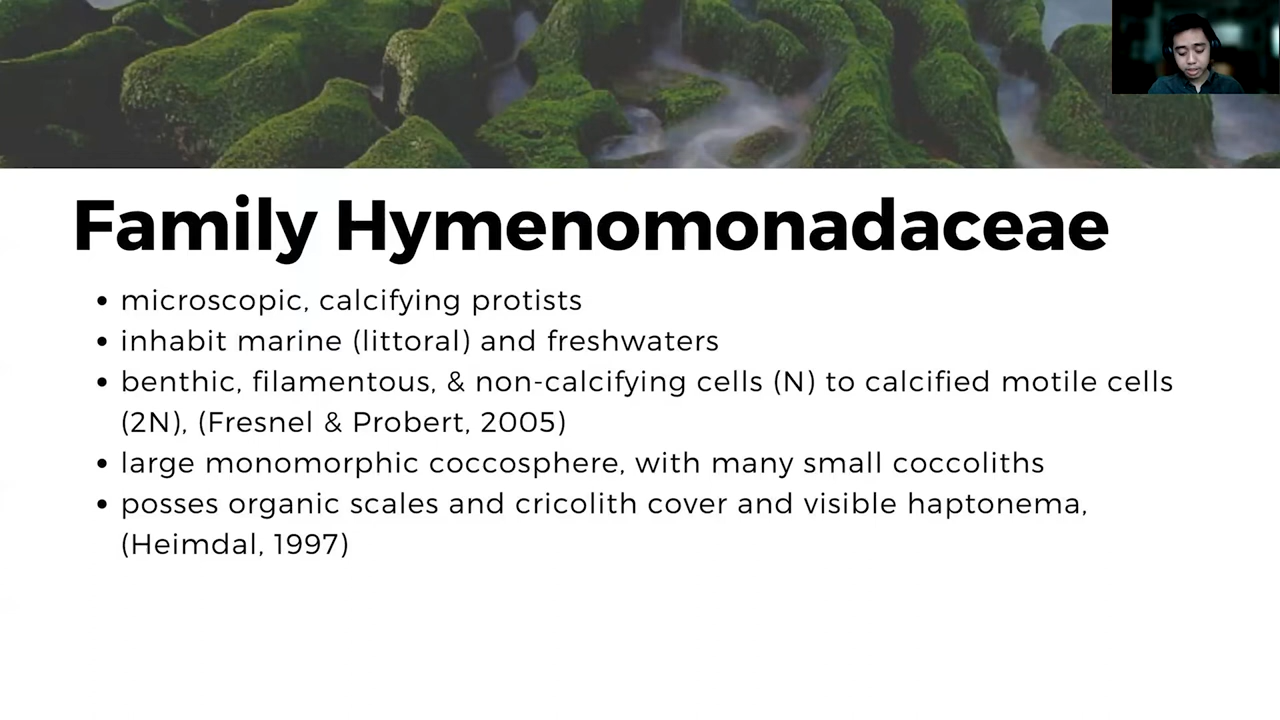 Family Hymenomonadaceae
• microscopic, calcifying protists
• inhabit marine (littoral) and freshwaters
• benthic, filamentous, & non-calcifying cells (N) to calcified motile cells
(2N), (Fresnel & Probert, 2005)
• large monomorphic coccosphere, with many small coccoliths
• posses organic scales and cricolith cover and visible haptonema,
(Heimdal, 1997)